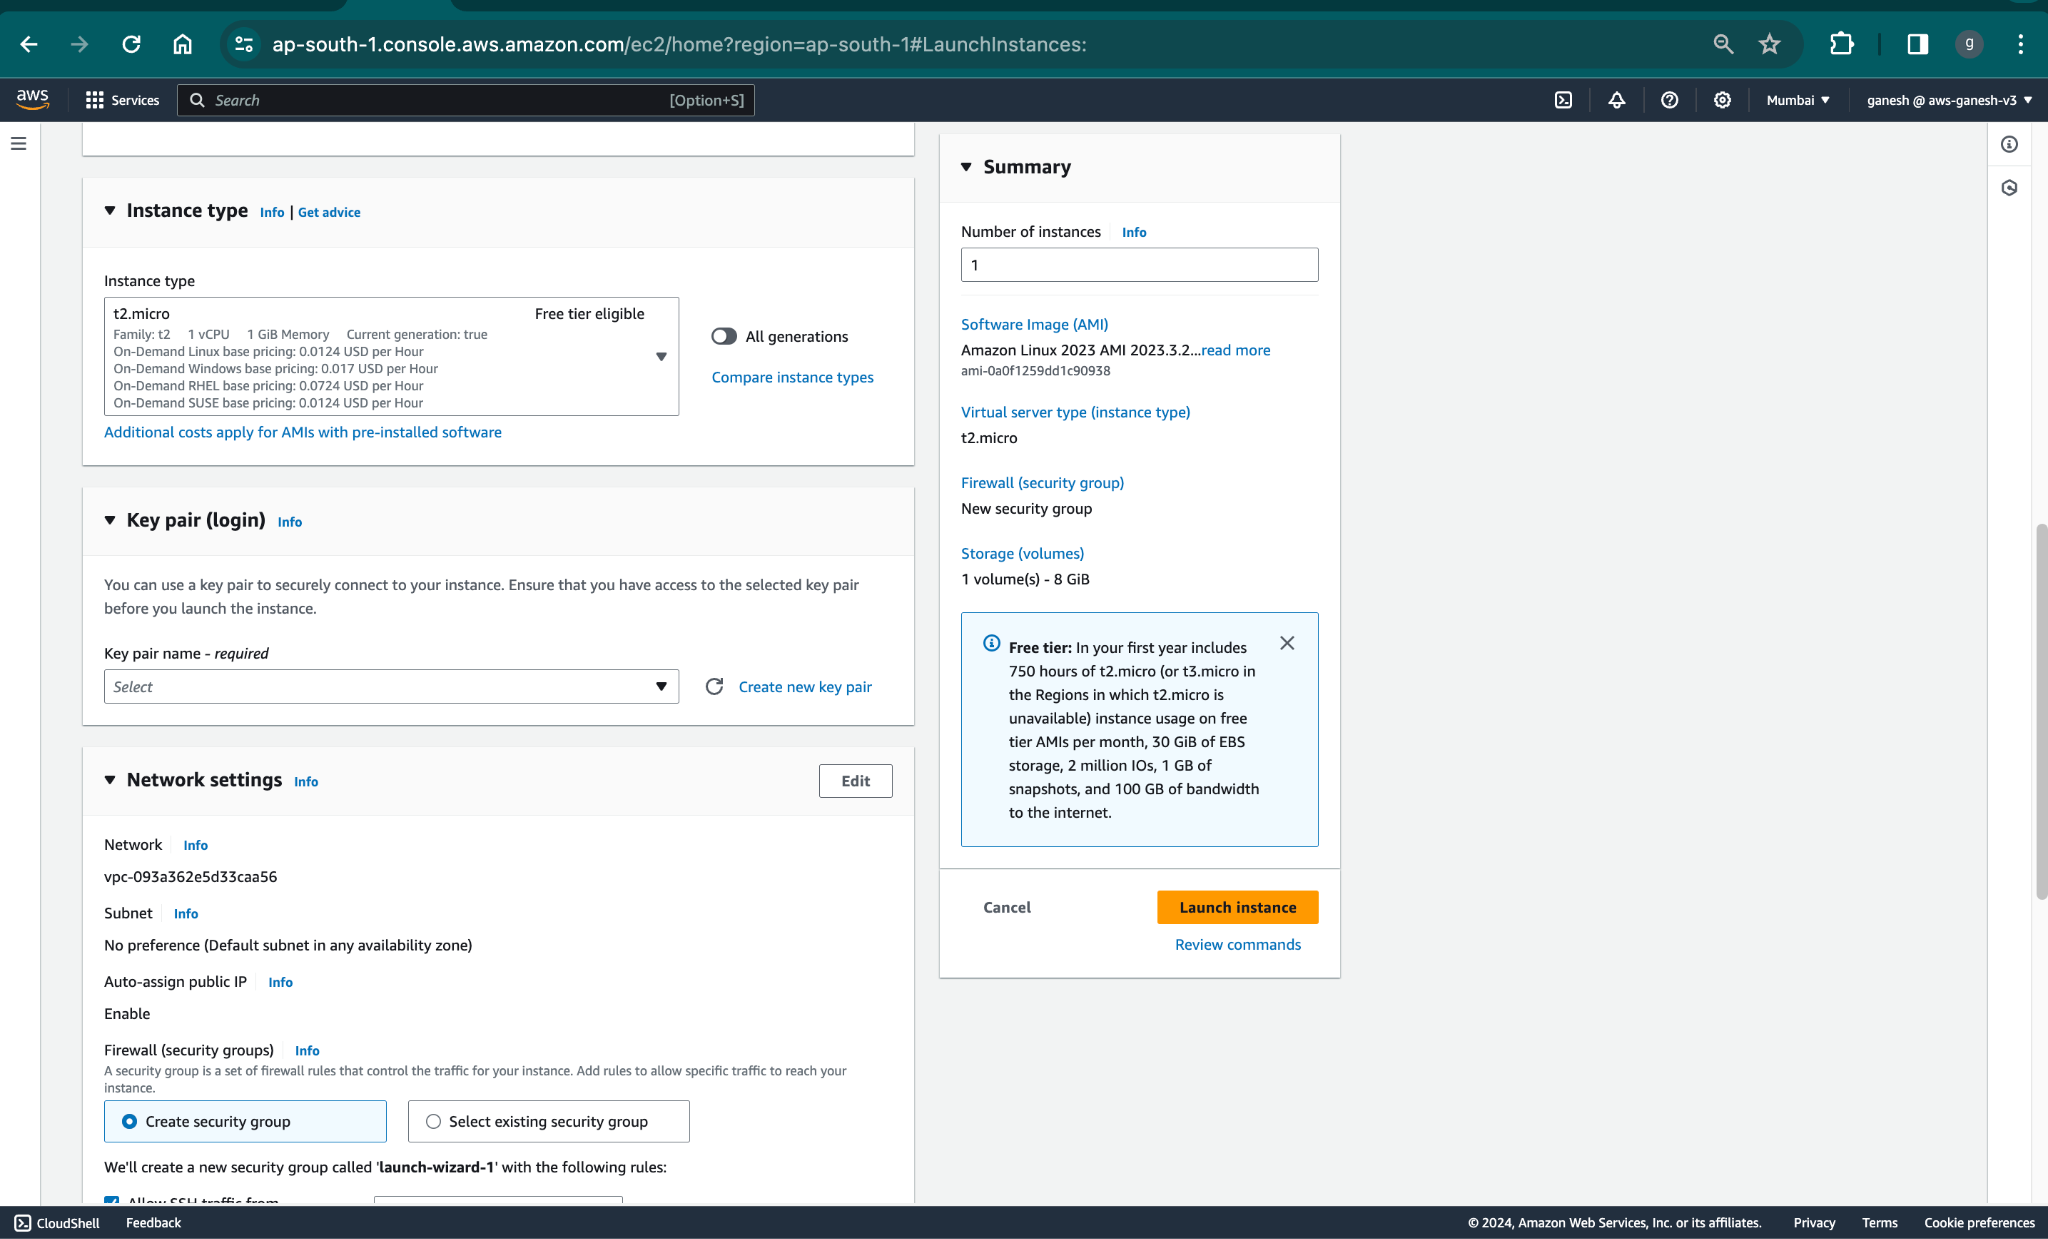 ap-south-1.console.aws.amazon.com/ec2/home?region=ap-south-1#LaunchInstances:
g
aws
Services
Search
[Option+S]
Mumbai
ganesh @ aws-ganesh-v3
Instance type
Info | Get advice
Instance type
t2.micro
Free tier eligible
Family: t2 1 vCPU 1 GiB Memory Current generation: true
On-Demand Linux base pricing: 0.0124 USD per Hour
On-Demand Windows base pricing: 0.017 USD per Hour
On-Demand RHEL base pricing: 0.0724 USD per Hour
On-Demand SUSE base pricing: 0.0124 USD per Hour
All generations
Compare instance types
Additional costs apply for AMIs with pre-installed software
Key pair (login)
Info
You can use a key pair to securely connect to your instance. Ensure that you have access to the selected key pair
before you launch the instance.
Key pair name - required
Select
Create new key pair
Network settings
Info
Edit
Network
Info
vpc-093a362e5d33caa56
Subnet
Info
No preference (Default subnet in any availability zone)
Auto-assign public IP
Info
Enable
Firewall (security groups)
Info
A security group is a set of firewall rules that control the traffic for your instance. Add rules to allow specific traffic to reach your
instance.
Create security group
Select existing security group
We'll create a new security group called 'launch-wizard-1' with the following rules:
Allow SSH traffic from
Summary
Number of instances
Info
1
Software Image (AMI)
Amazon Linux 2023 AMI 2023.3.2...read more
ami-0a0f1259dd1c90938
Virtual server type (instance type)
t2.micro
Firewall (security group)
New security group
Storage (volumes)
1 volume(s) - 8 GiB
Free tier: In your first year includes
750 hours of t2.micro (or t3.micro in
the Regions in which t2.micro is
unavailable) instance usage on free
tier AMIs per month, 30 GiB of EBS
storage, 2 million IOs, 1 GB of
snapshots, and 100 GB of bandwidth
to the internet.
Cancel
Launch instance
Review commands
CloudShell
Feedback
© 2024, Amazon Web Services, Inc. or its affiliates.
Privacy
Terms
Cookie preferences